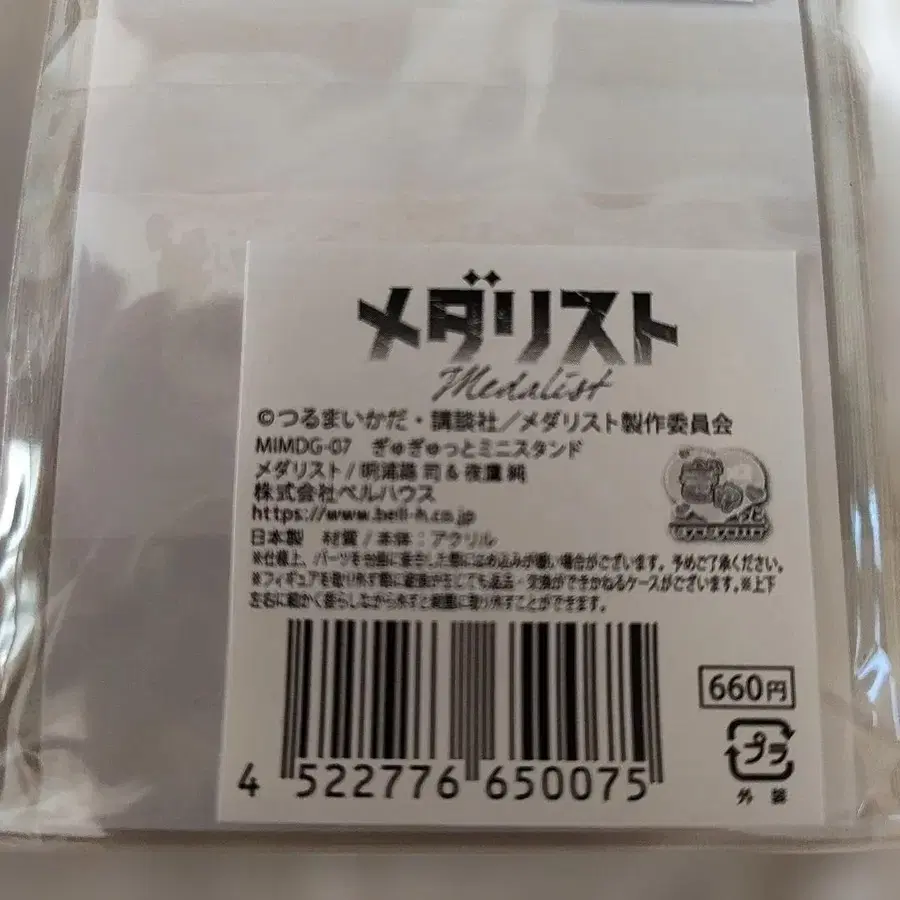 メダリスト
Medalist
©つるまいかだ・講談社／メダリスト製作委員会
MIMDG-07　ぎゅぎゅっとミニスタンド
メダリスト / 明浦路 司 & 夜鷹 純
株式会社ベルハウス
https://www.bell-h.co.jp
日本製　材質 / 本体：アクリル
※仕様上、パーツを台座に差込した際にはめ込みが緩い場合がございます。予めご了承ください。
※フィギュアを取り外す際に破損が生じても返品・交換ができかねるケースがございます。※上下
左右に細かく揺らしながら外すと綺麗に取り外すことができます。
660円
プラ
外装
4 522776 650075